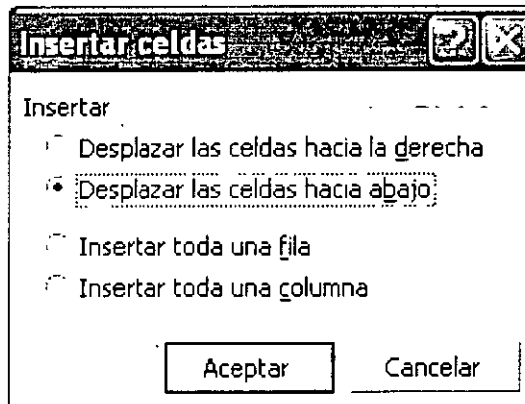 Insertar celdas
Insertar
Desplazar las celdas hacia la derecha
Desplazar las celdas hacia abajo
Insertar toda una fila
Insertar toda una columna
Aceptar Cancelar